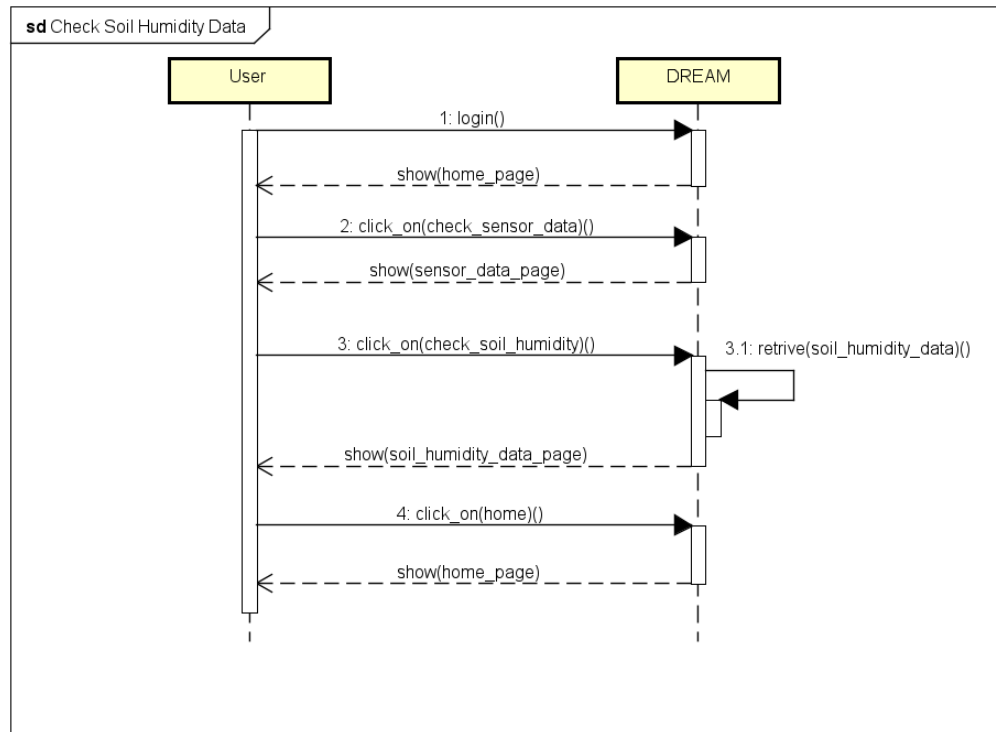 sd Check Soil Humidity Data
User
DREAM
1: login()
show(home_page)
2: click_on(check_sensor_data)()
show(sensor_data_page)
3: click_on(check_soil_humidity)()
3.1: retrive(soil_humidity_data)()
show(soil_humidity_data_page)
4: click_on(home)()
show(home_page)